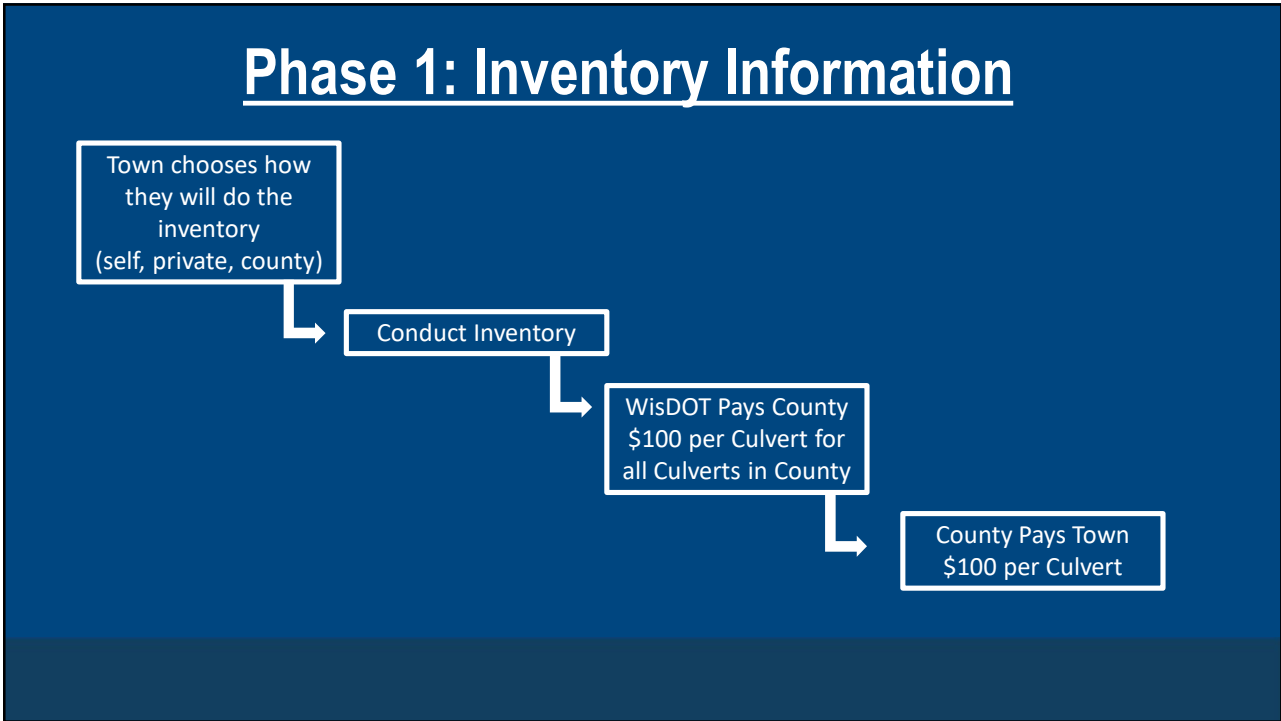 Phase 1: Inventory Information
Town chooses how
they will do the
inventory
(self, private, county)
Conduct Inventory
WisDOT Pays County
$100 per Culvert for
all Culverts in County
County Pays Town
$100 per Culvert